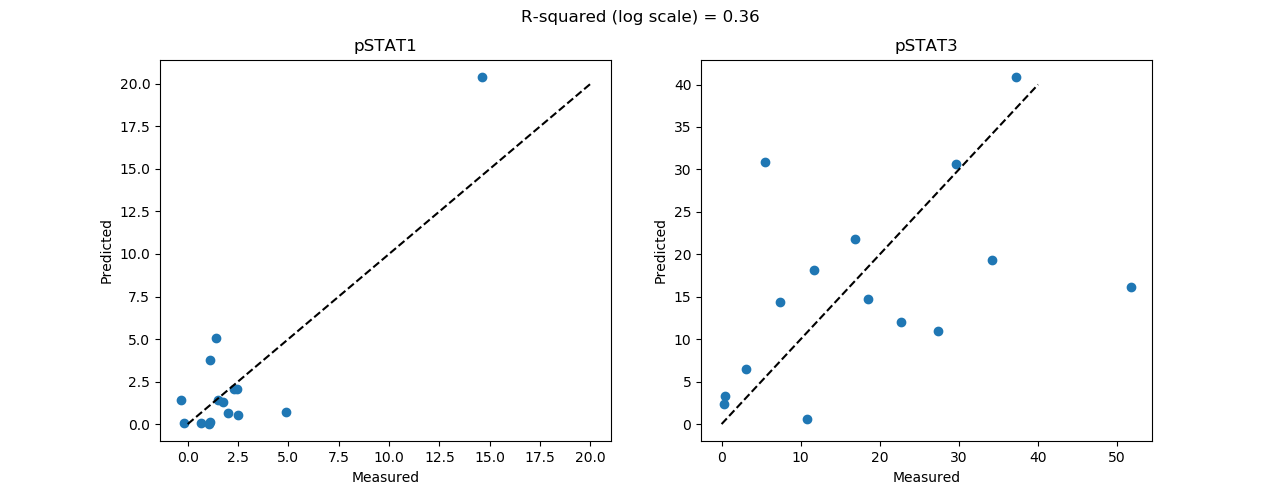 R-squared (log scale) = 0.36
pSTAT1
20.0
17.5
15.0
12.5
10.0
7.5
5.0
2.5
0.0
Predicted
0.0 2.5 5.0 7.5 10.0 12.5 15.0 17.5 20.0
Measured
pSTAT3
40
35
30
25
20
15
10
5
0
Predicted
0 10 20 30 40 50
Measured